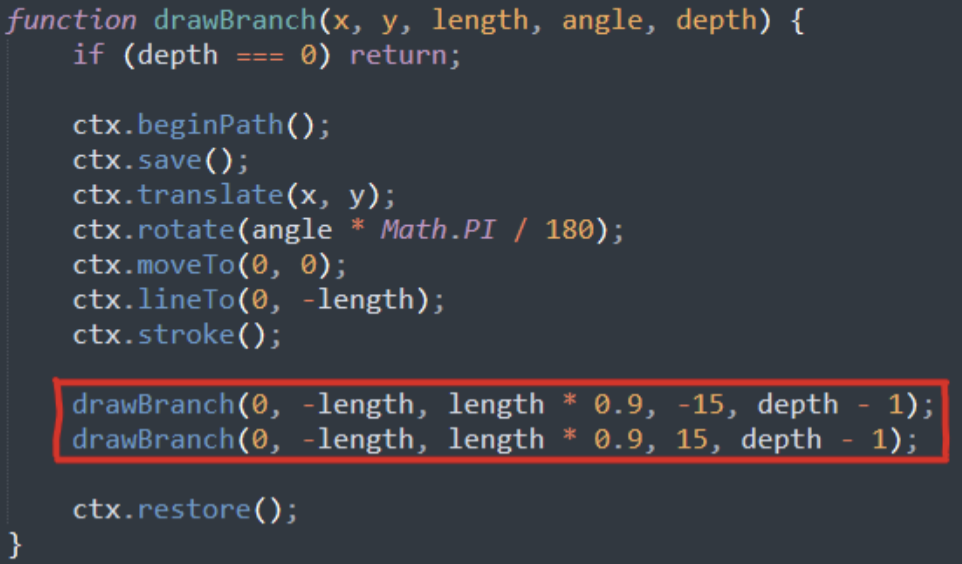 function drawBranch(x, y, length, angle, depth) {
    if (depth === 0) return;

    ctx.beginPath();
    ctx.save();
    ctx.translate(x, y);
    ctx.rotate(angle * Math.PI / 180);
    ctx.moveTo(0, 0);
    ctx.lineTo(0, -length);
    ctx.stroke();

    drawBranch(0, -length, length * 0.9, -15, depth - 1);
    drawBranch(0, -length, length * 0.9, 15, depth - 1);

    ctx.restore();
}